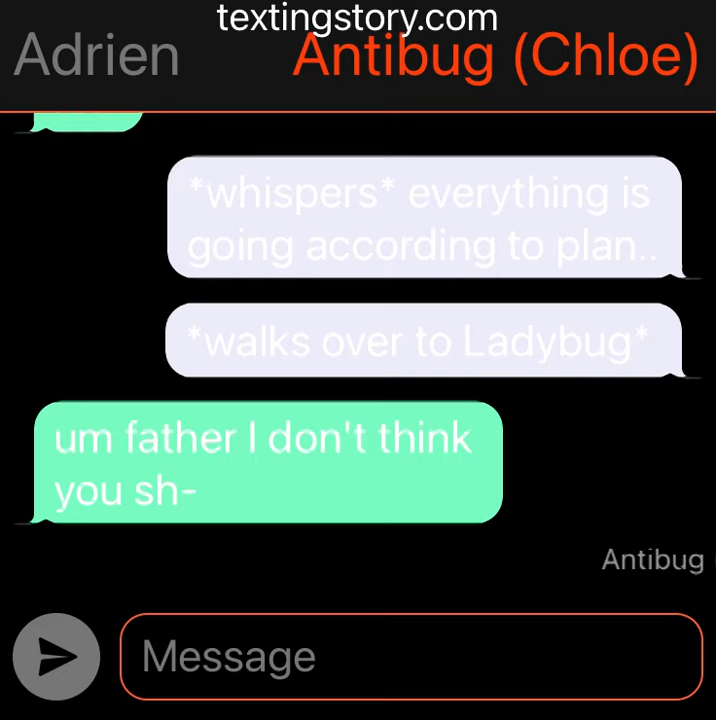 textingstory.com
Adrien Antibug (Chloe)
*whispers* everything is
going according to plan..
*walks over to Ladybug*
um father I don't think
you sh-
Antibug (
Message